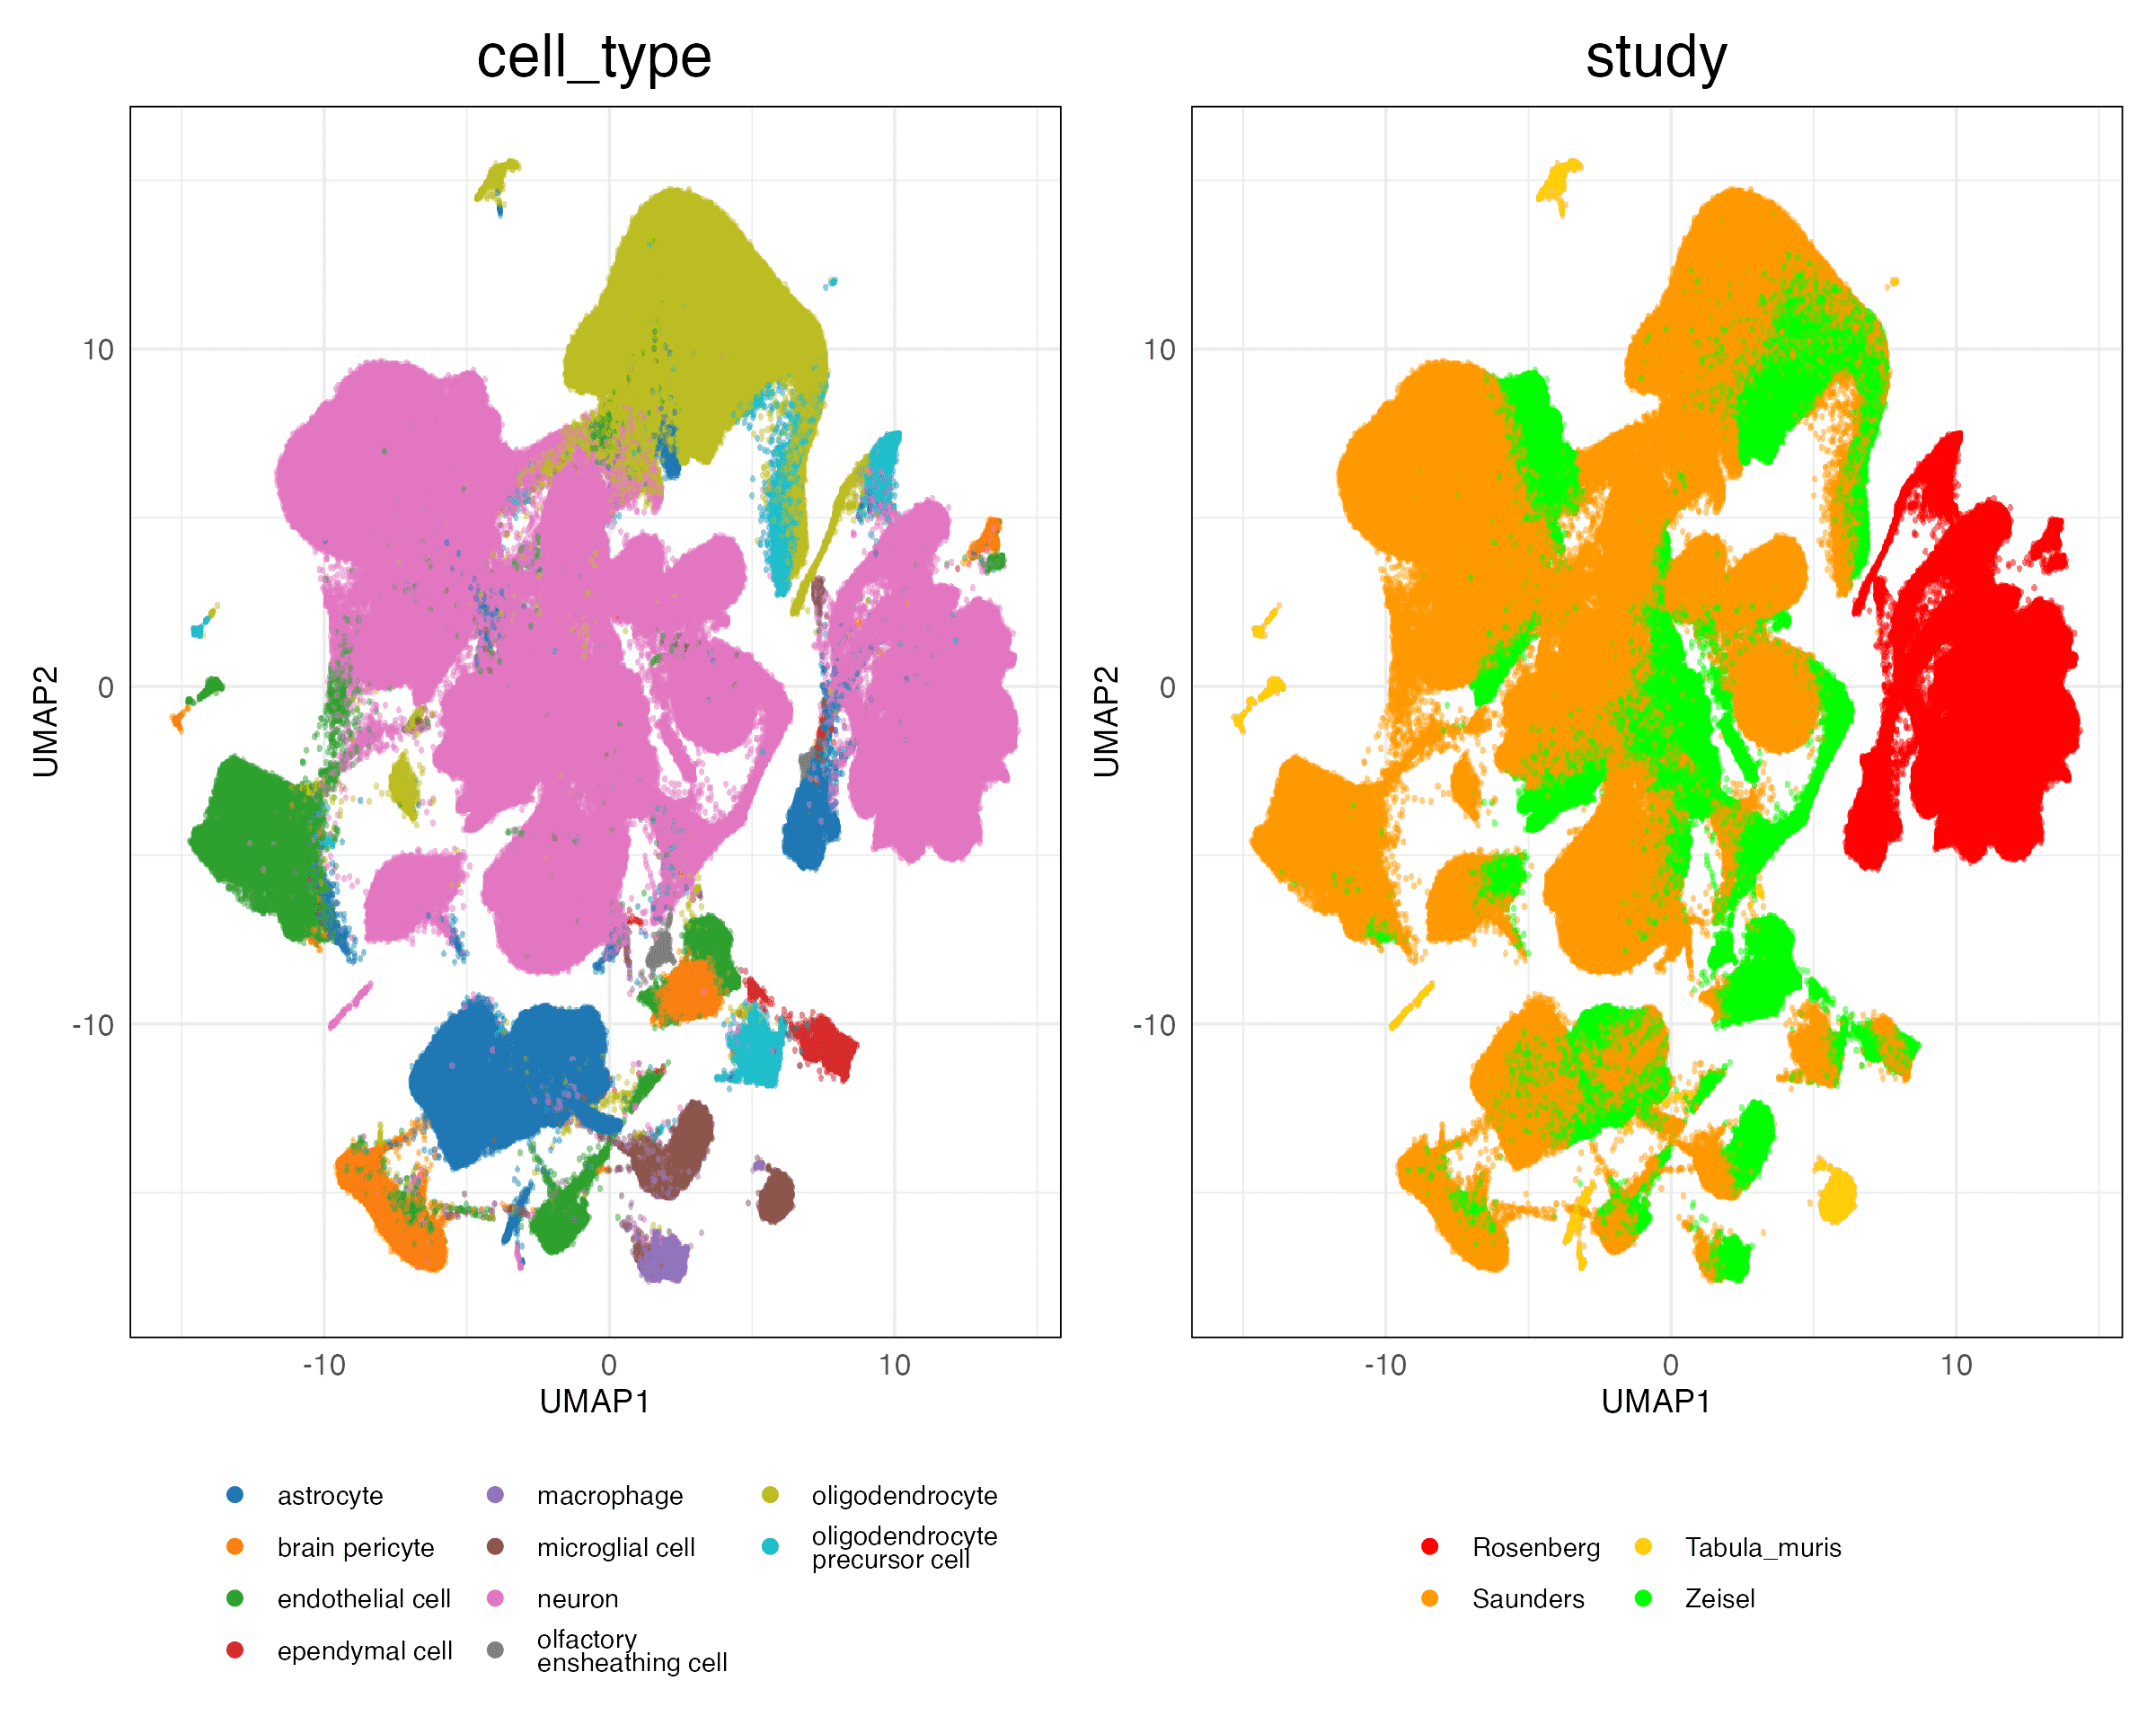 cell_type
study
10
0
-10
UMAP2
-10
0
10
UMAP1
10
0
-10
UMAP2
-10
0
10
UMAP1
astrocyte
brain pericyte
endothelial cell
ependymal cell
macrophage
microglial cell
neuron
olfactory
ensheathing cell
oligodendrocyte
oligodendrocyte
precursor cell
Rosenberg
Saunders
Tabula_muris
Zeisel